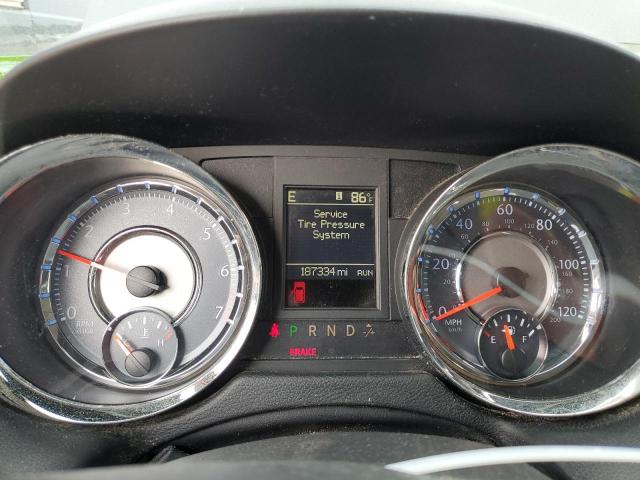 E 86°F
Service
Tire Pressure
System
187334 mi RUN
0 1 2 3 4 5 6 7
RPM
C H
0 20 40 60 80 100 120
MPH
km/h
E F
P R N D
BRAKE